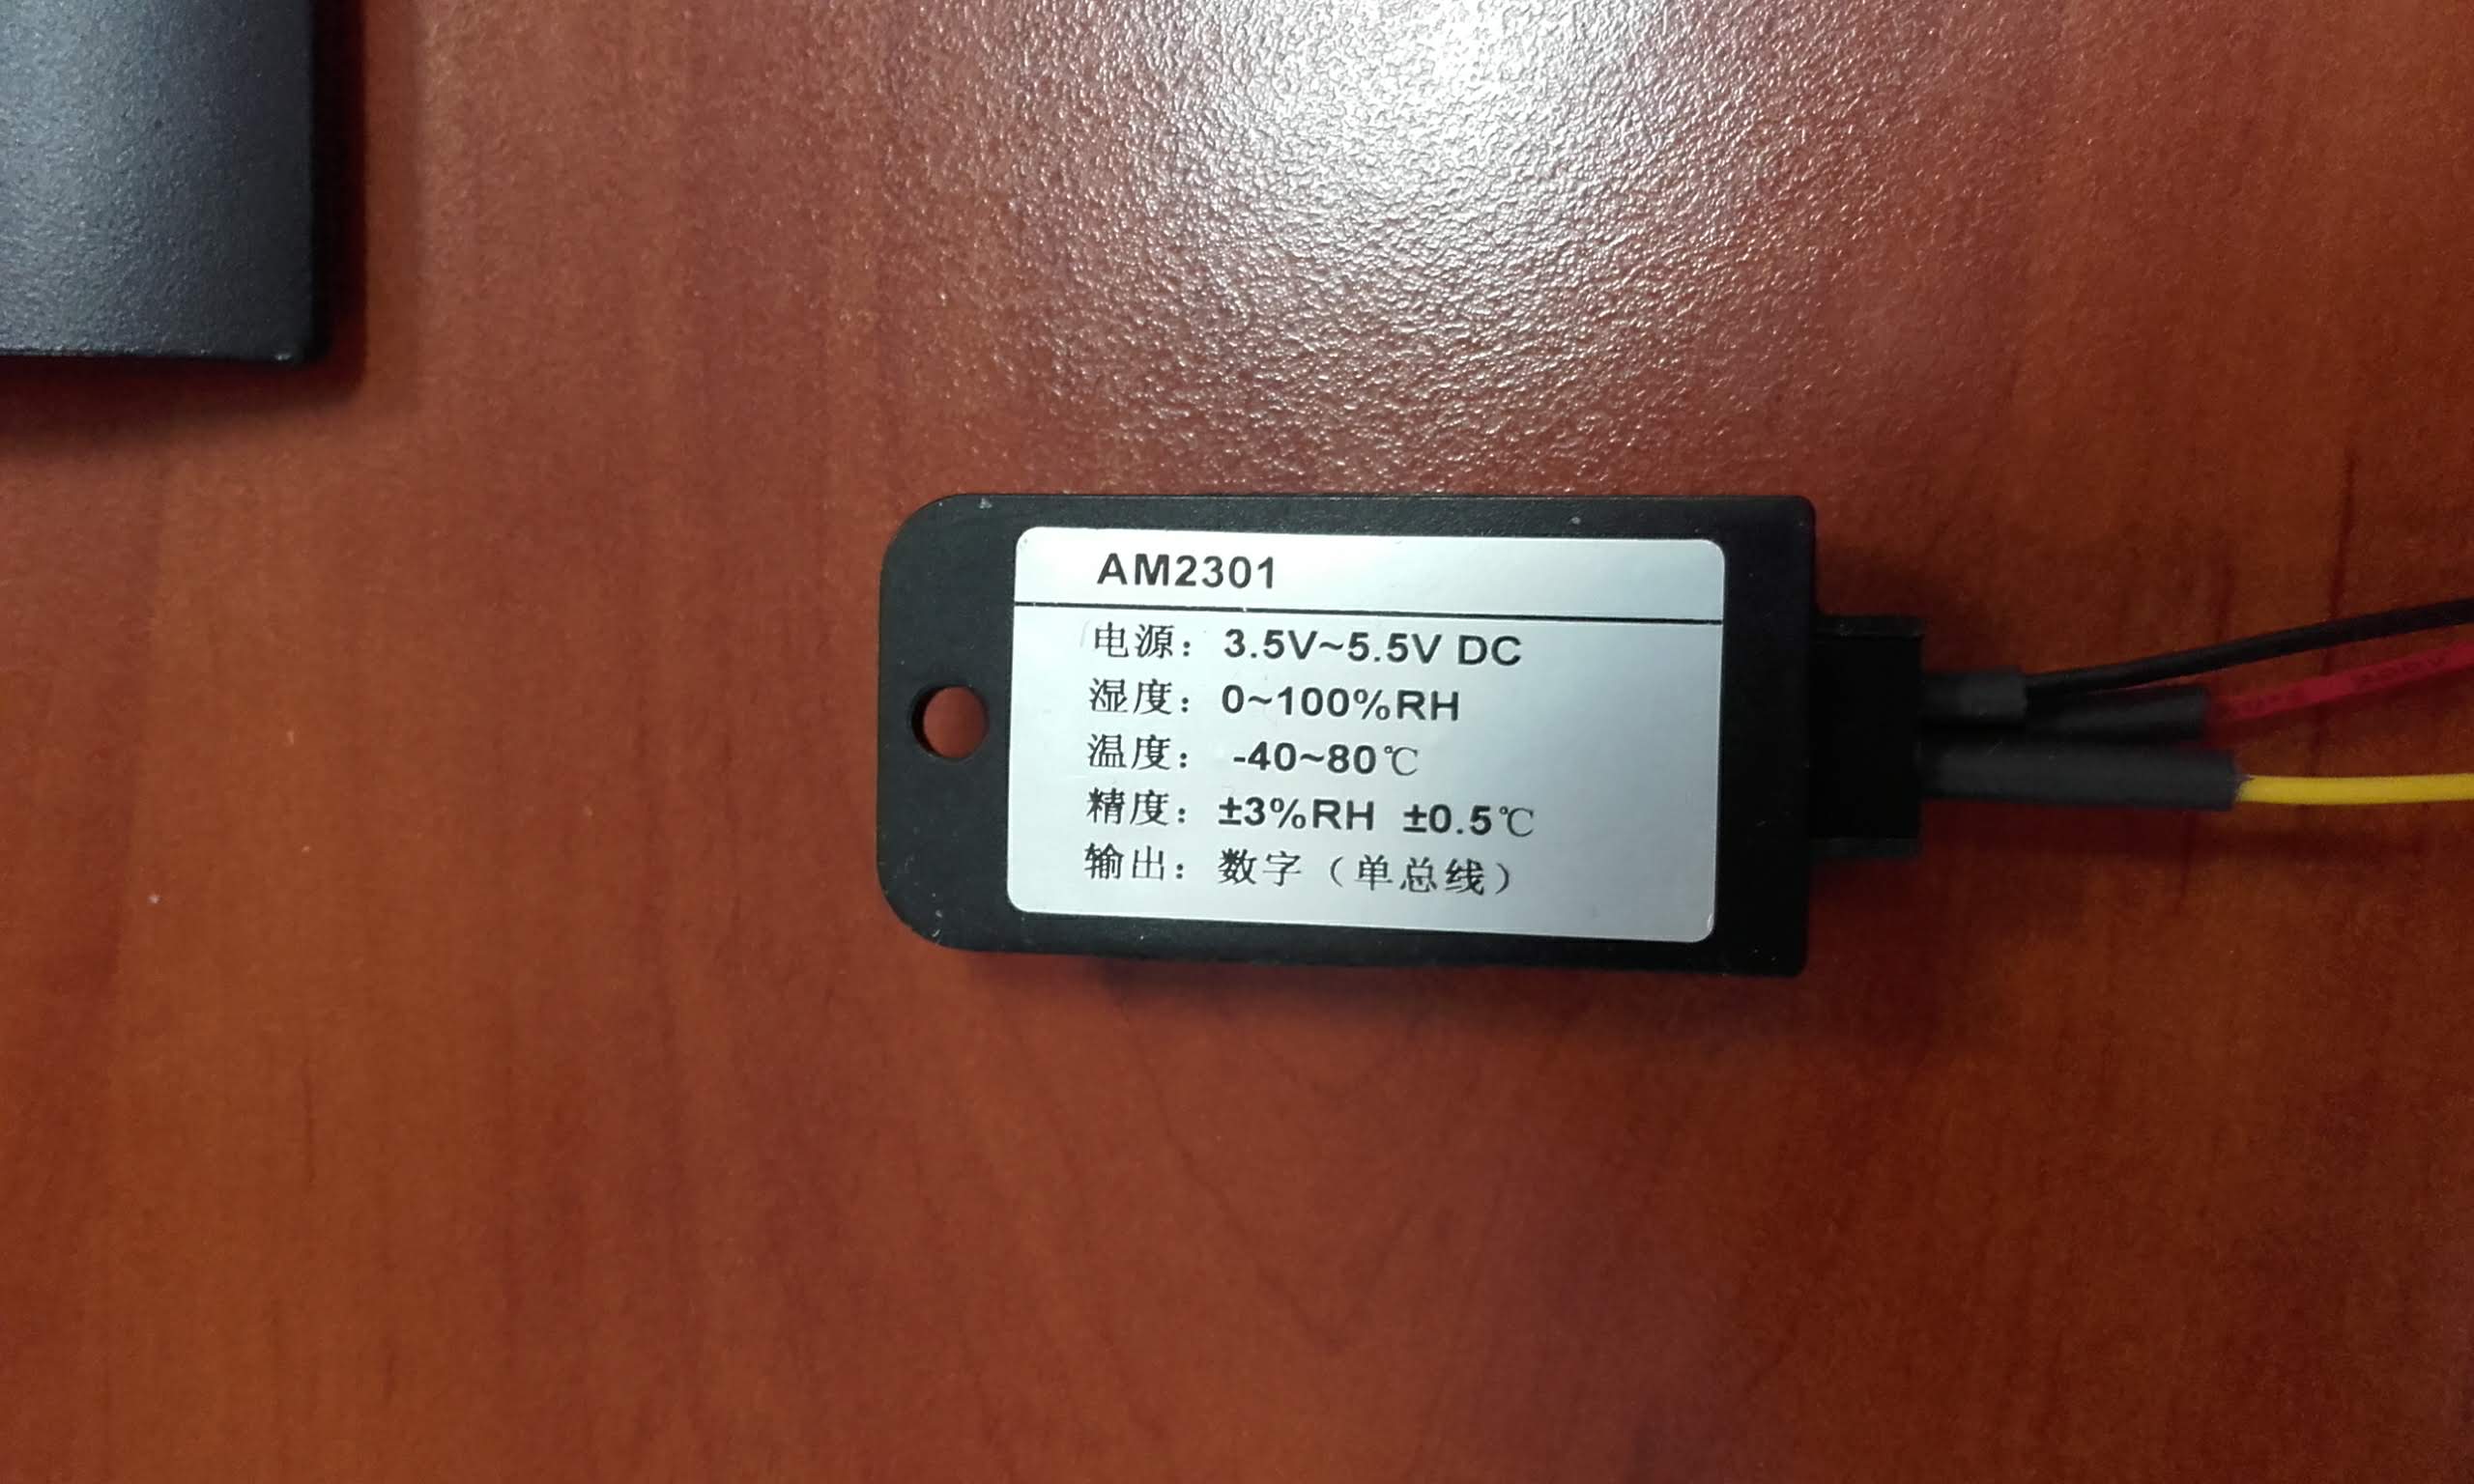 AM2301
电源： 3.5V~5.5V DC
湿度： 0~100%RH
温度： -40~80℃
精度： ±3%RH ±0.5℃
输出： 数字（单总线）